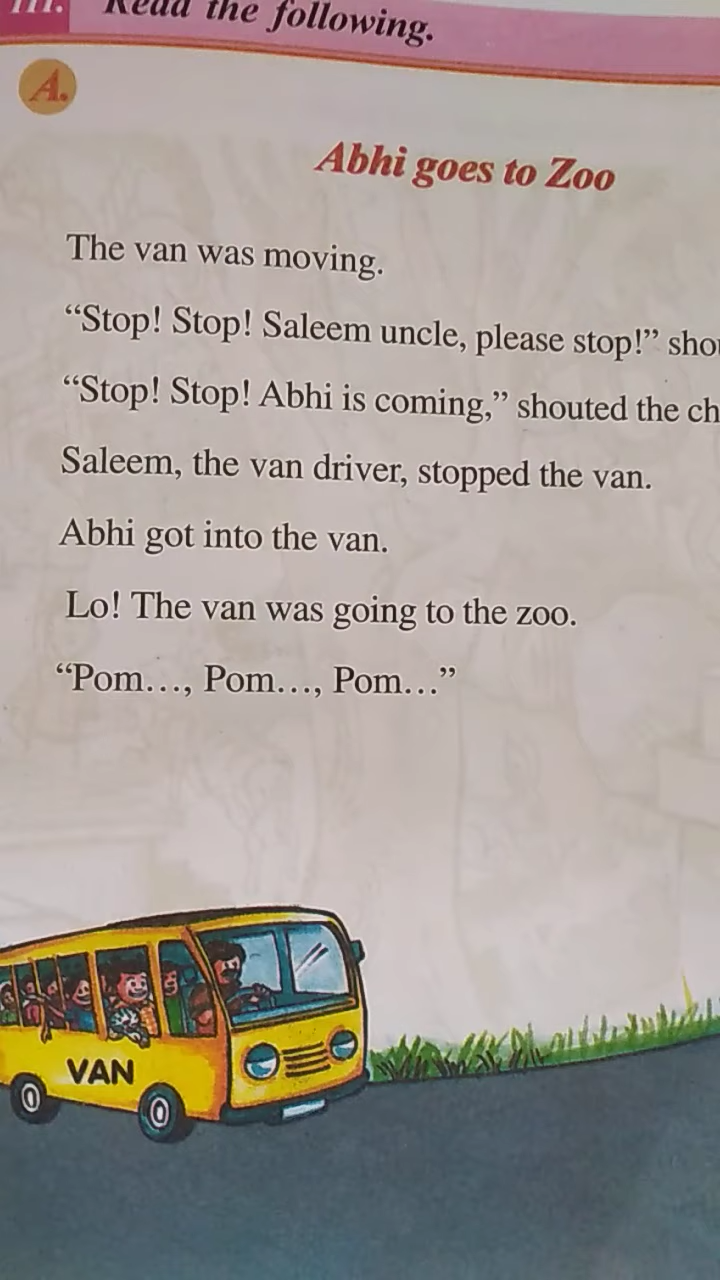 III. Read the following.
A.
Abhi goes to Zoo
The van was moving.
“Stop! Stop! Saleem uncle, please stop!”
“Stop! Stop! Abhi is coming,” shouted the
Saleem, the van driver, stopped the van.
Abhi got into the van.
Lo! The van was going to the zoo.
“Pom..., Pom..., Pom...”
VAN